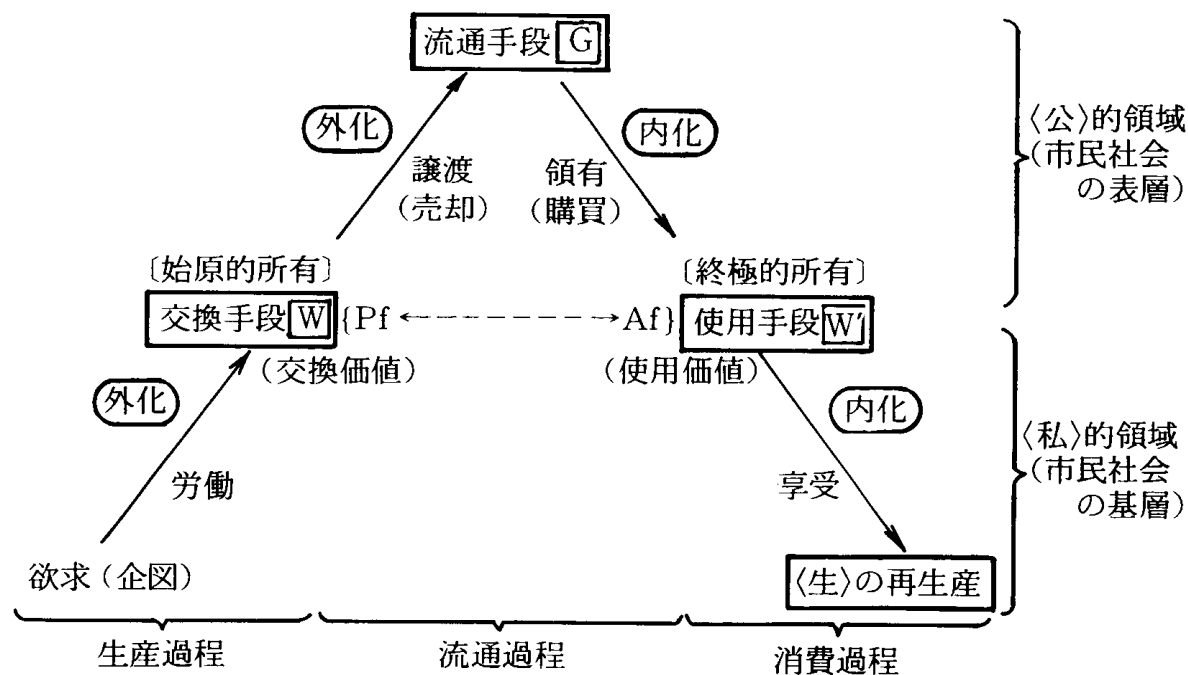 流通手段 G
外化
内化
譲渡
(売却)
領有
(購買)
〈公〉的領域
(市民社会
の表層)
〔始原的所有〕
〔終極的所有〕
交換手段 W {Pf ←----→ Af} 使用手段 W′
(交換価値)
(使用価値)
外化
内化
労働
享受
〈私〉的領域
(市民社会
の基層)
欲求(企図)
〈生〉の再生産
生産過程
流通過程
消費過程